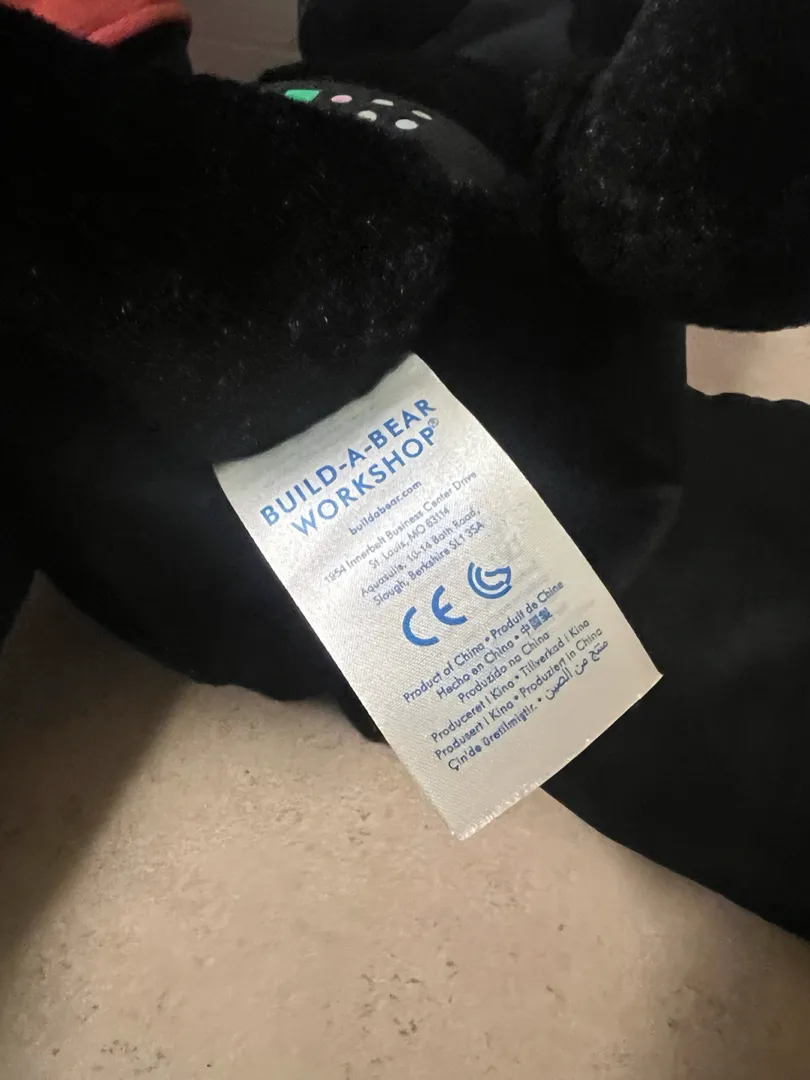 BUILD-A-BEAR
WORKSHOP®
buildabear.com
1954 Innerbelt Business Center Drive
St. Louis, MO 63114
Aquasulis, 10-14 Bath Road,
Slough, Berkshire SL1 3SA
CE
Product of China • Produit de Chine
Hecho en China • 中国製
Produzido na China
Produceret i Kina • Tillverkad i Kina
Produsert i Kina • Produziert in China
Çin'de üretilmiştir. • منتج من الصين